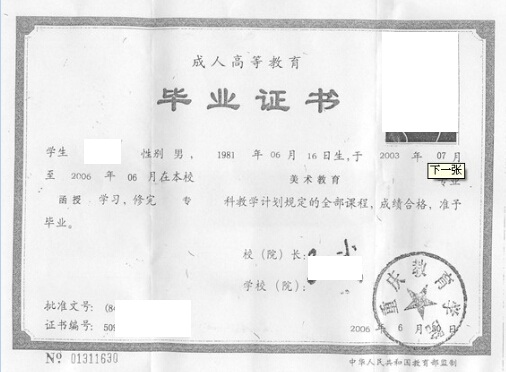 成人高等教育
毕业证书
学生 性别 男, 1981 年 06 月 16 日生.于 2003 年 07 月
至 2006 年 06 月在本校 美术教育 专业
函授 学习, 修完 专 科教学计划规定的全部课程, 成绩合格, 准予
毕业。
下一张
校（院）长:
学校（院）:
重庆教育学院
批准文号: (84
证书编号: 509
2006 年 6 月 30 日
№ 01311630
中华人民共和国教育部监制